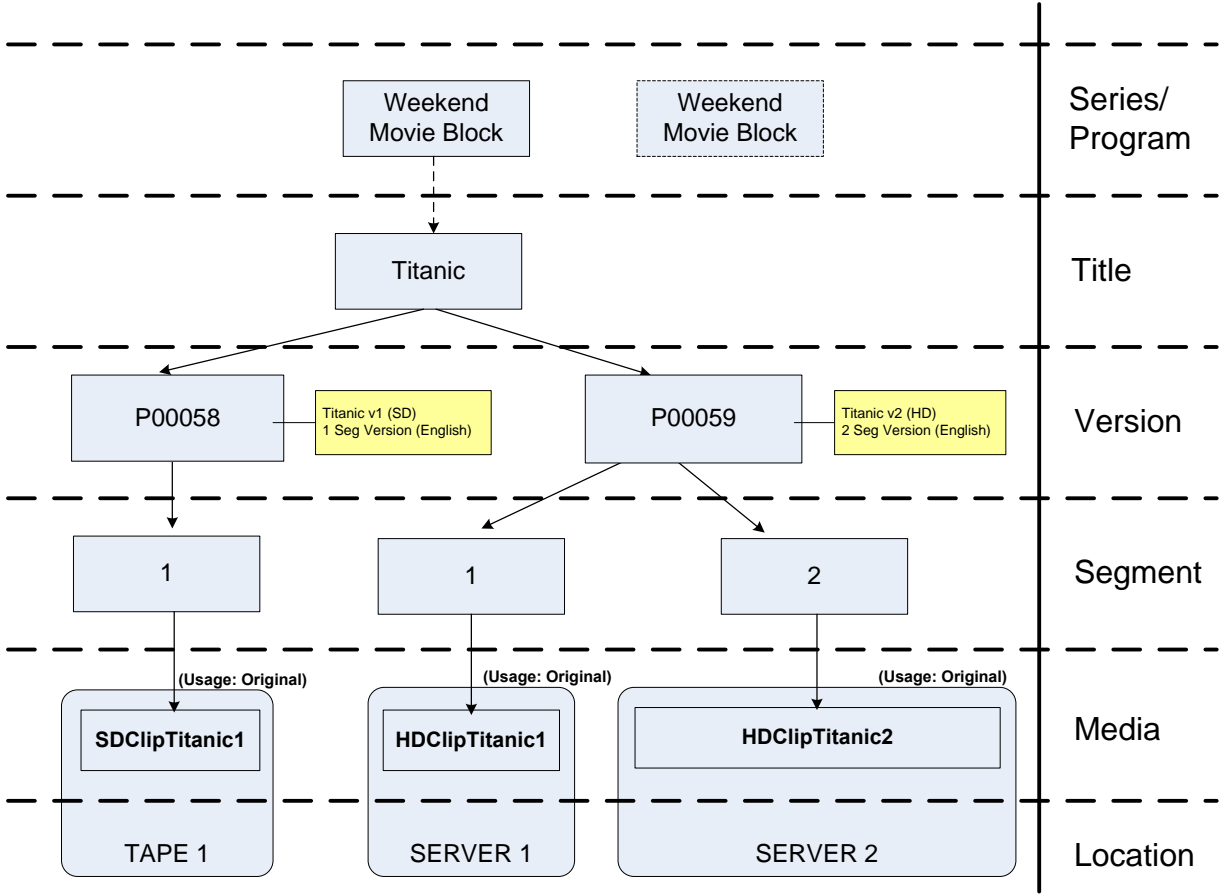 Weekend
Movie Block
Weekend
Movie Block
Series/
Program
Titanic
Title
P00058
Titanic v1 (SD)
1 Seg Version (English)
P00059
Titanic v2 (HD)
2 Seg Version (English)
Version
1
1
2
Segment
(Usage: Original)
(Usage: Original)
(Usage: Original)
SDClipTitanic1
HDClipTitanic1
HDClipTitanic2
Media
TAPE 1
SERVER 1
SERVER 2
Location